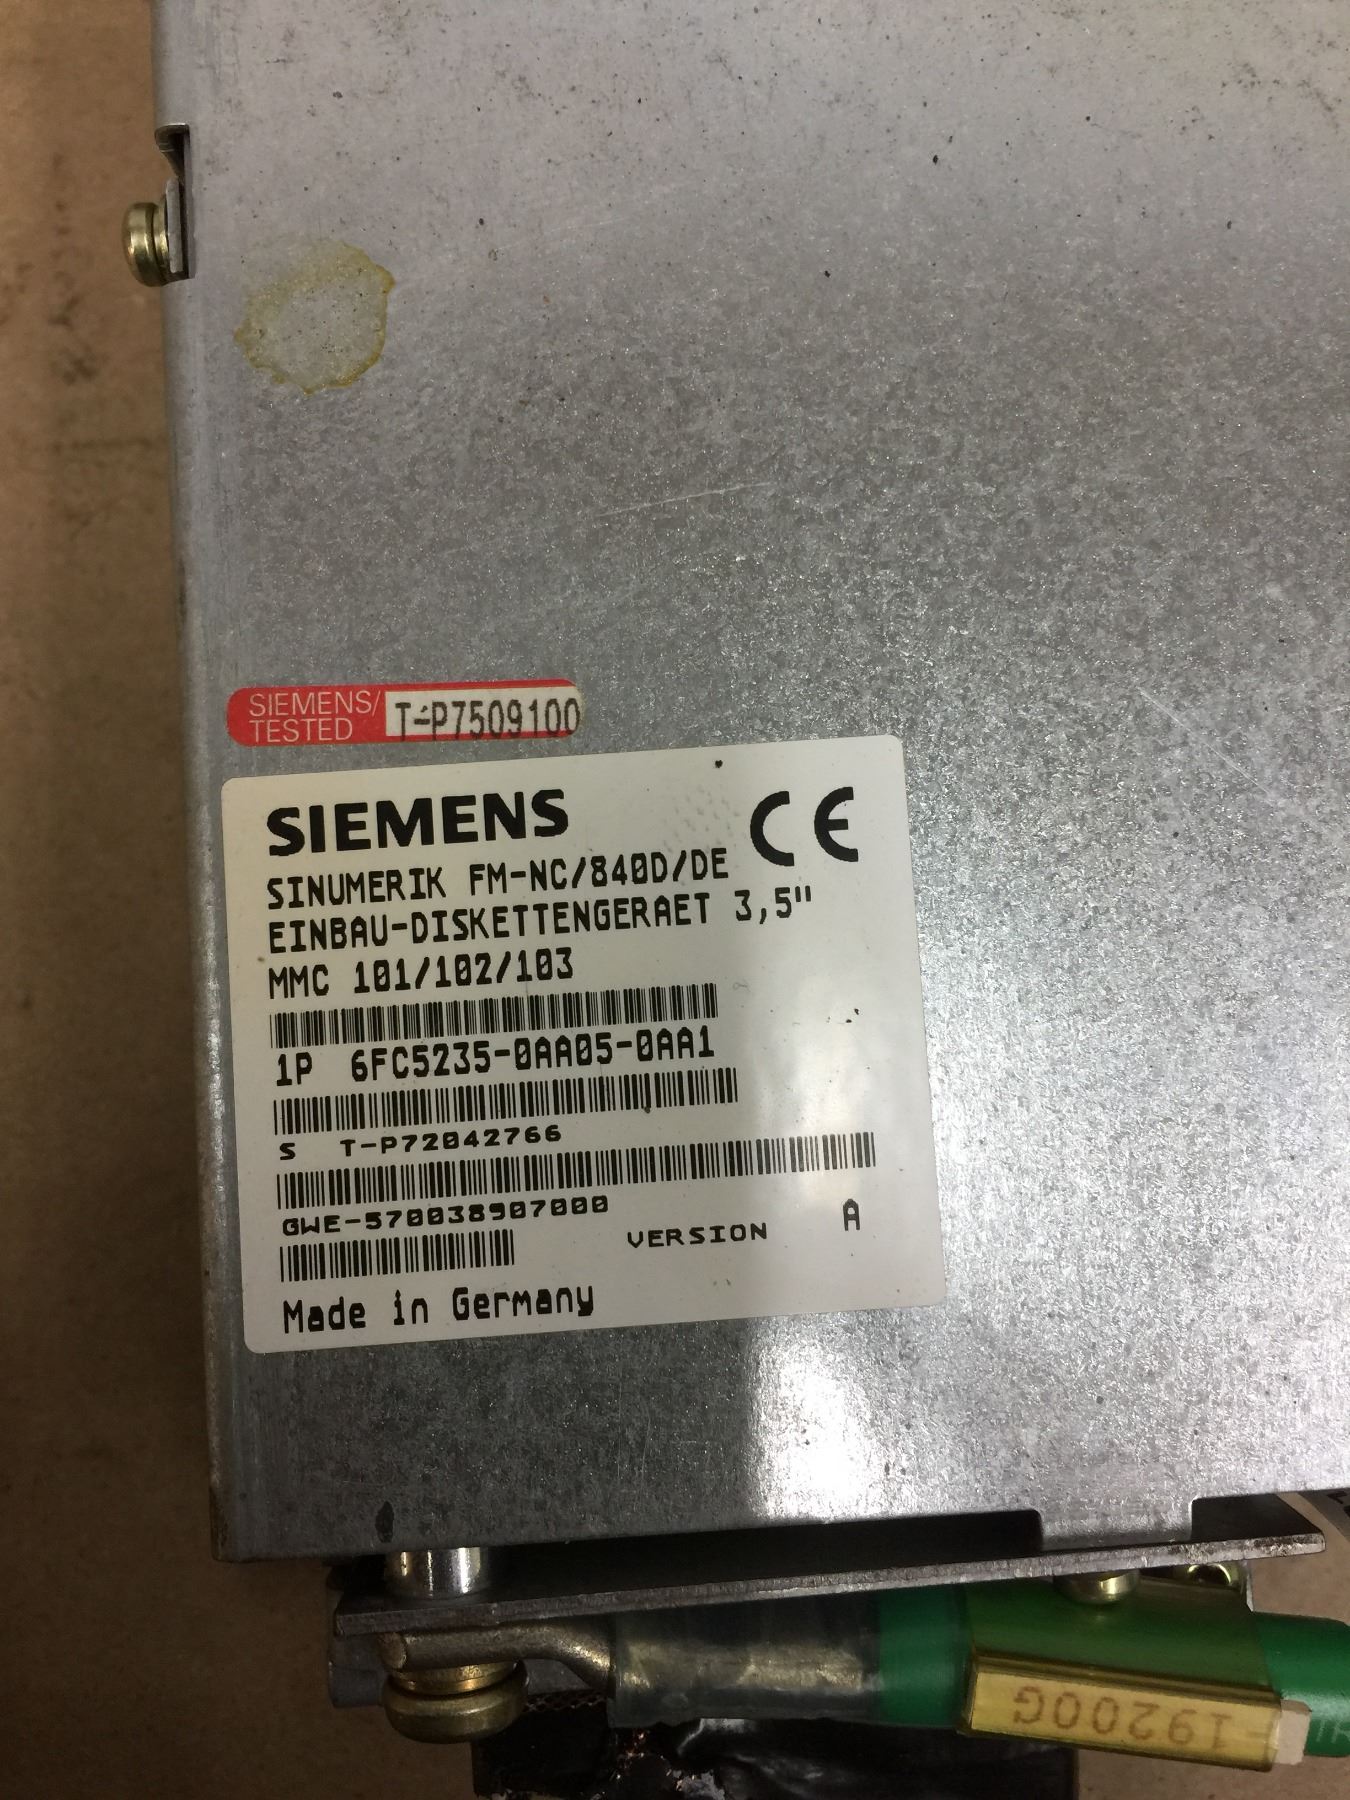 SIEMENS/
TESTED T-P7509100
SIEMENS CE
SINUMERIK FM-NC/840D/DE
EINBAU-DISKETTENGERAET 3,5"
MMC 101/102/103
1P 6FC5235-0AA05-0AA1
S T-P72042766
GWE-570038907000
VERSION A
Made in Germany
-19200G